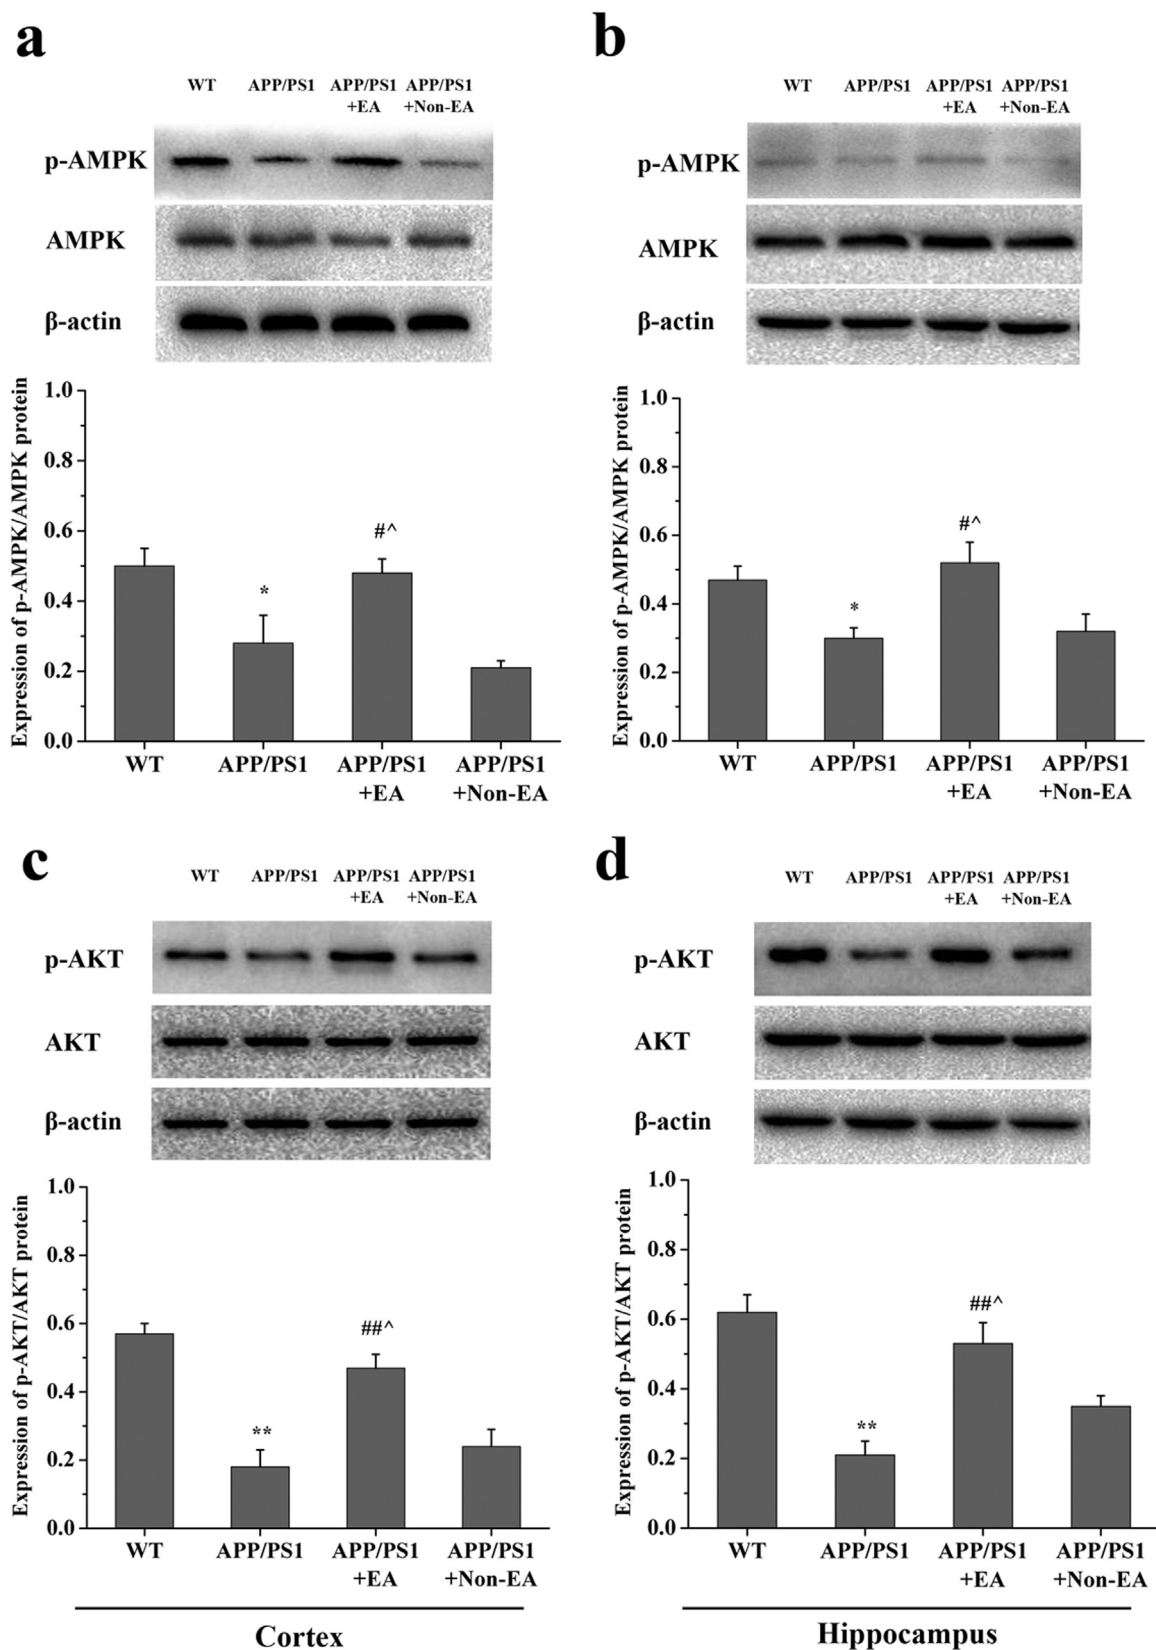 a
WT APP/PS1 APP/PS1 APP/PS1
+EA +Non-EA
p-AMPK
AMPK
β-actin
Expression of p-AMPK/AMPK protein
1.0
0.8
0.6
0.4
0.2
0.0
*
#^
WT APP/PS1 APP/PS1 APP/PS1
+EA +Non-EA
b
WT APP/PS1 APP/PS1 APP/PS1
+EA +Non-EA
p-AMPK
AMPK
β-actin
Expression of p-AMPK/AMPK protein
1.0
0.8
0.6
0.4
0.2
0.0
*
#^
WT APP/PS1 APP/PS1 APP/PS1
+EA +Non-EA
c
WT APP/PS1 APP/PS1 APP/PS1
+EA +Non-EA
p-AKT
AKT
β-actin
Expression of p-AKT/AKT protein
1.0
0.8
0.6
0.4
0.2
0.0
**
##^
WT APP/PS1 APP/PS1 APP/PS1
+EA +Non-EA
Cortex
d
WT APP/PS1 APP/PS1 APP/PS1
+EA +Non-EA
p-AKT
AKT
β-actin
Expression of p-AKT/AKT protein
1.0
0.8
0.6
0.4
0.2
0.0
**
##^
WT APP/PS1 APP/PS1 APP/PS1
+EA +Non-EA
Hippocampus